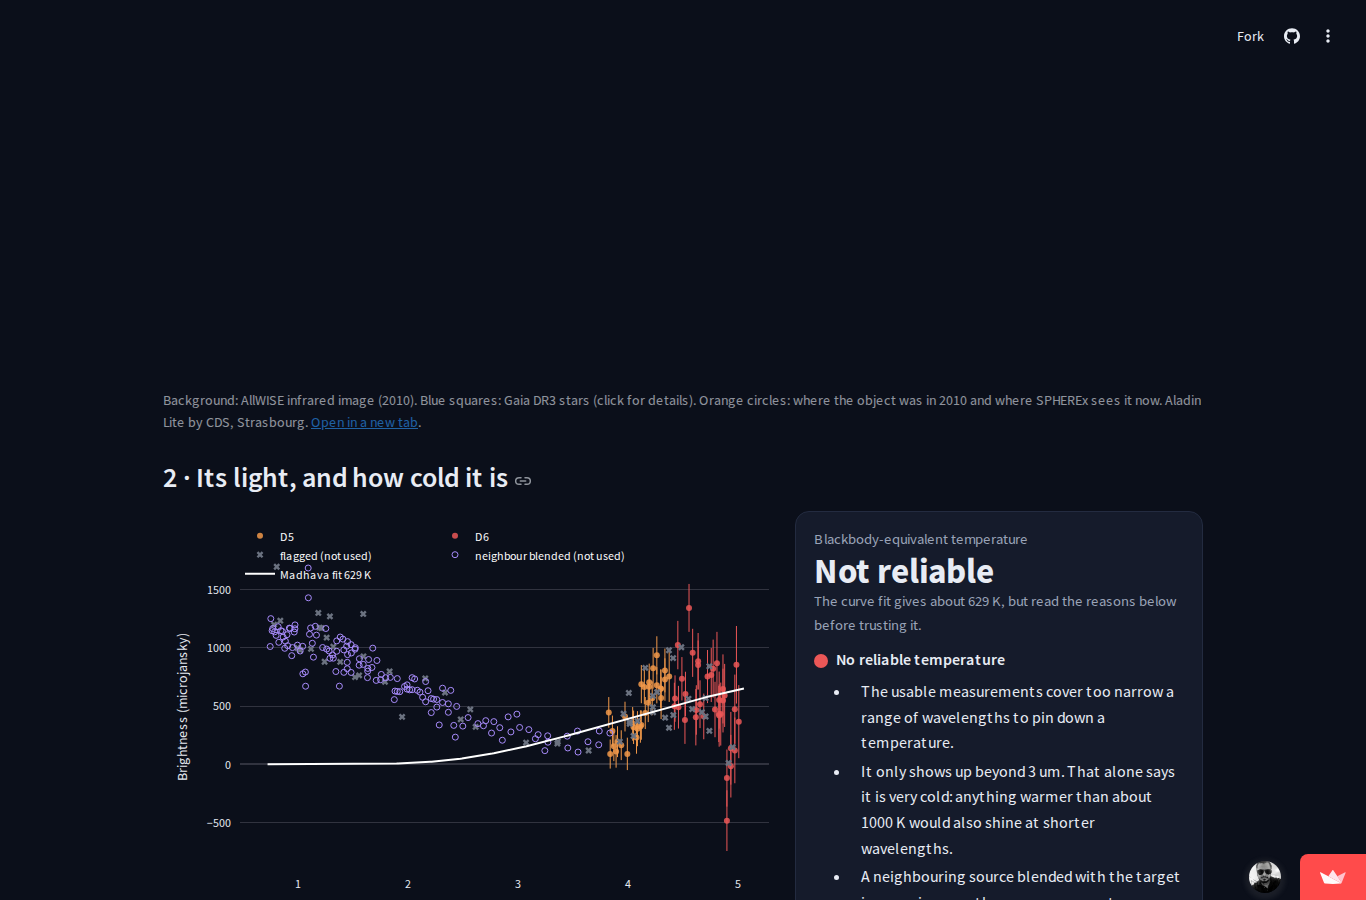 Fork
Background: AllWISE infrared image (2010). Blue squares: Gaia DR3 stars (click for details). Orange circles: where the object was in 2010 and where SPHEREx sees it now. Aladin
Lite by CDS, Strasbourg. Open in a new tab.
2 · Its light, and how cold it is
D5
D6
flagged (not used)
neighbour blended (not used)
Madhava fit 629 K
1500
1000
500
0
−500
Brightness (microjansky)
1
2
3
4
5
Blackbody-equivalent temperature
Not reliable
The curve fit gives about 629 K, but read the reasons below
before trusting it.
No reliable temperature
The usable measurements cover too narrow a
range of wavelengths to pin down a
temperature.
It only shows up beyond 3 um. That alone says
it is very cold: anything warmer than about
1000 K would also shine at shorter
wavelengths.
A neighbouring source blended with the target